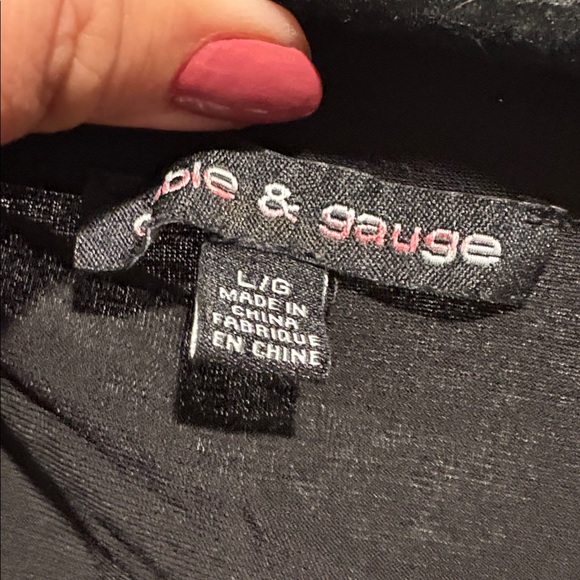 & gauge
L/G
MADE IN
CHINA
FABRIQUE
EN CHINE